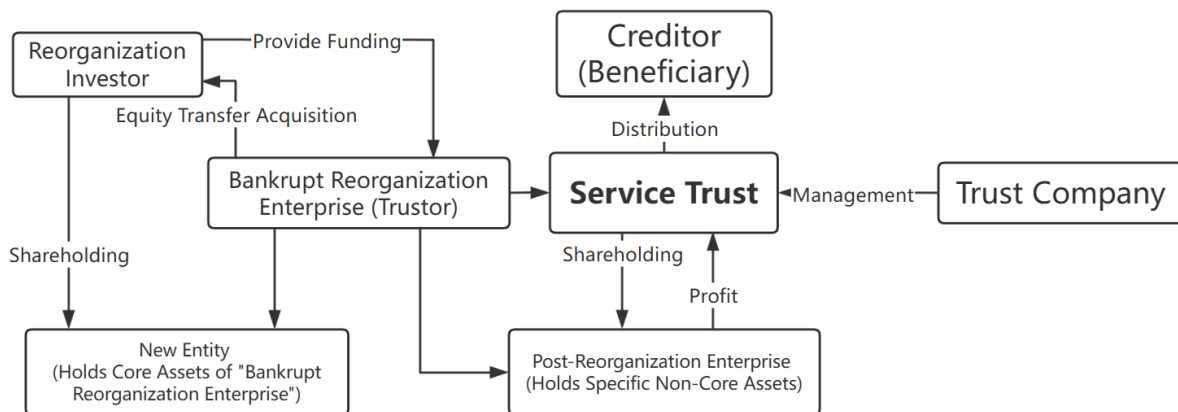 Reorganization
Investor
Provide Funding
Creditor
(Beneficiary)
Equity Transfer Acquisition
Distribution
Bankrupt Reorganization
Enterprise (Trustor)
Service Trust
Management
Trust Company
Shareholding
Shareholding
Profit
New Entity
(Holds Core Assets of "Bankrupt
Reorganization Enterprise")
Post-Reorganization Enterprise
(Holds Specific Non-Core Assets)